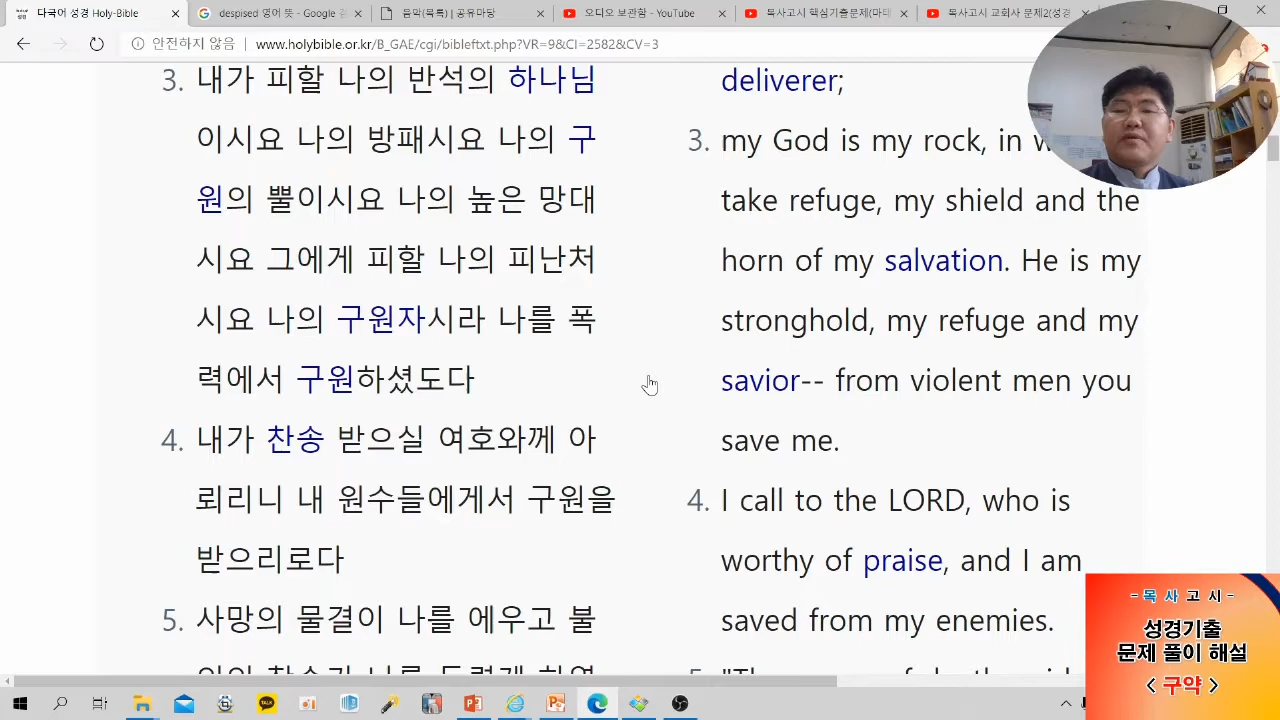 다국어 성경 Holy-Bible
despised 영어 뜻 - Google
음악(목록) | 공유마당
오디오 보관함 - YouTube
목사고시 핵심기출문제(마태
목사고시 교회사 문제2(성경
안전하지 않음
www.holybible.or.kr/B_GAE/cgi/bibleftxt.php?VR=9&CI=2582&CV=3
3. 내가 피할 나의 반석의 하나님
이시요 나의 방패시요 나의 구
원의 뿔이시요 나의 높은 망대
시요 그에게 피할 나의 피난처
시요 나의 구원자시라 나를 폭
력에서 구원하셨도다
4. 내가 찬송 받으실 여호와께 아
뢰리니 내 원수들에게서 구원을
받으리로다
5. 사망의 물결이 나를 에우고 불
deliverer;
3. my God is my rock, in
take refuge, my shield and the
horn of my salvation. He is my
stronghold, my refuge and my
savior-- from violent men you
save me.
4. I call to the LORD, who is
worthy of praise, and I am
saved from my enemies.
- 목사고시 -
성경기출
문제 풀이 해설
< 구약 >
TALK